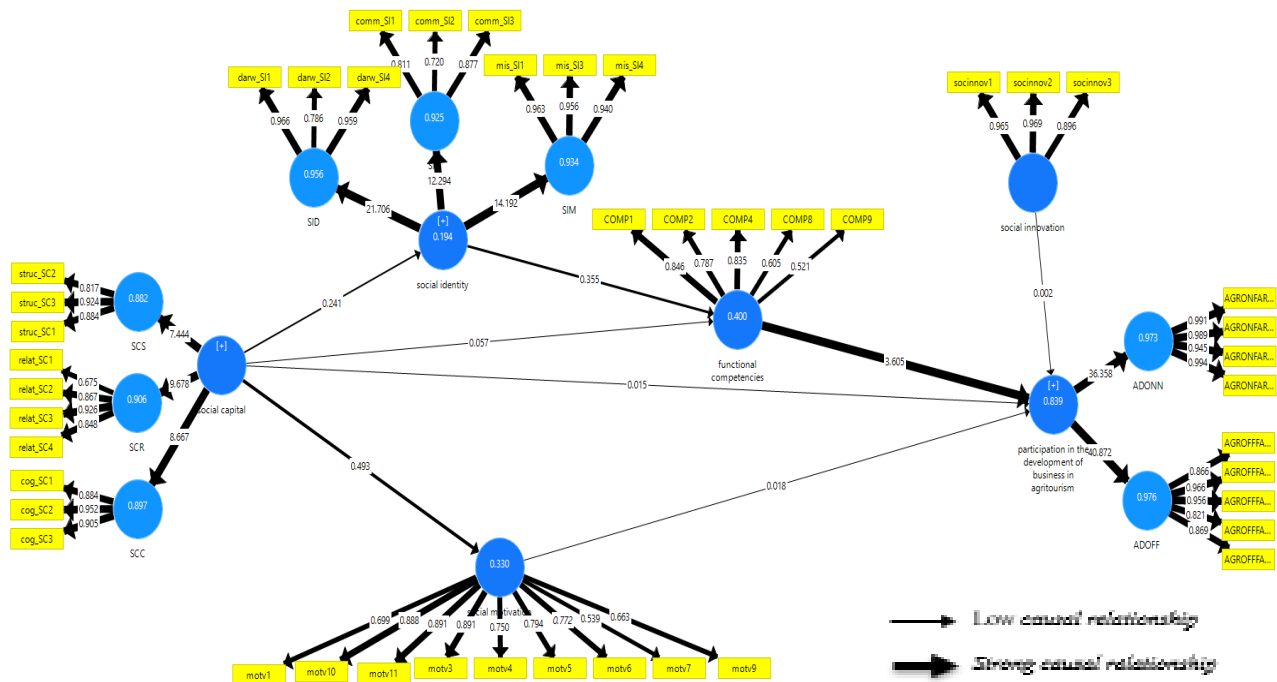 comm_SI1 comm_SI2 comm_SI3
0.811 0.720 0.877
darw_SI1 darw_SI2 darw_SI4
0.966 0.786 0.959
mis_SI1 mis_SI3 mis_SI4
0.963 0.956 0.940
socinnov1 socinnov2 socinnov3
0.965 0.969 0.896
0.925
0.934
0.956
SID
SIM
21.706
12.294
14.192
[+]
0.194
social identity
social innovation
COMP1 COMP2 COMP4 COMP8 COMP9
0.846 0.787 0.835 0.605 0.521
0.400
functional
competencies
struc_SC2
struc_SC3
struc_SC1
0.817
0.924
0.884
0.882
SCS
7.444
relat_SC1
relat_SC2
relat_SC3
relat_SC4
0.675
0.867
0.926
0.848
0.906
SCR
9.678
[+]
social capital
8.667
cog_SC1
cog_SC2
cog_SC3
0.884
0.952
0.905
0.897
SCC
0.241
0.355
0.057
0.015
0.493
0.018
0.002
3.605
[+]
0.839
participation in the
development of
business in
agritourism
36.358
40.872
0.973
ADONN
0.991
0.989
0.945
0.994
AGRONFAR...
AGRONFAR...
AGRONFAR...
AGRONFAR...
0.976
ADOFF
0.866
0.966
0.956
0.821
0.869
AGROFFFA...
AGROFFFA...
AGROFFFA...
AGROFFFA...
AGROFFFA...
0.330
social motivation
0.699 0.888 0.891 0.891 0.750 0.794 0.772 0.539 0.663
motv1 motv10 motv11 motv3 motv4 motv5 motv6 motv7 motv9
Low causal relationship
Strong causal relationship